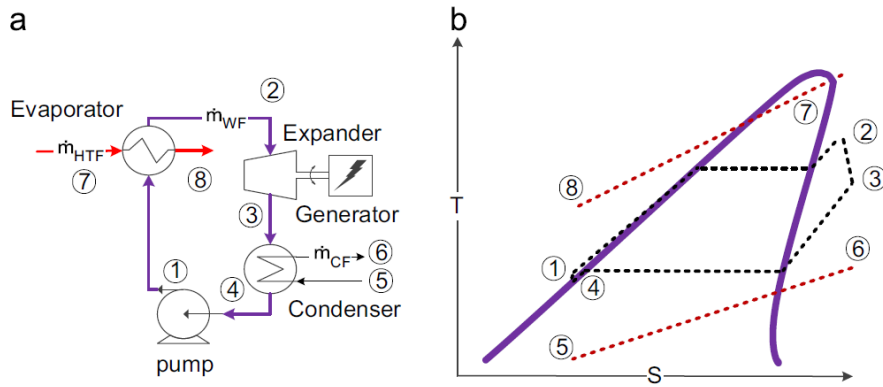 a
②
Evaporator
ṁWF
Expander
ṁHTF
⑦
⑧
③
Generator
ṁCF
⑥
⑤
①
④
Condenser
pump
b
T
⑦
②
⑧
③
⑥
①
④
⑤
S